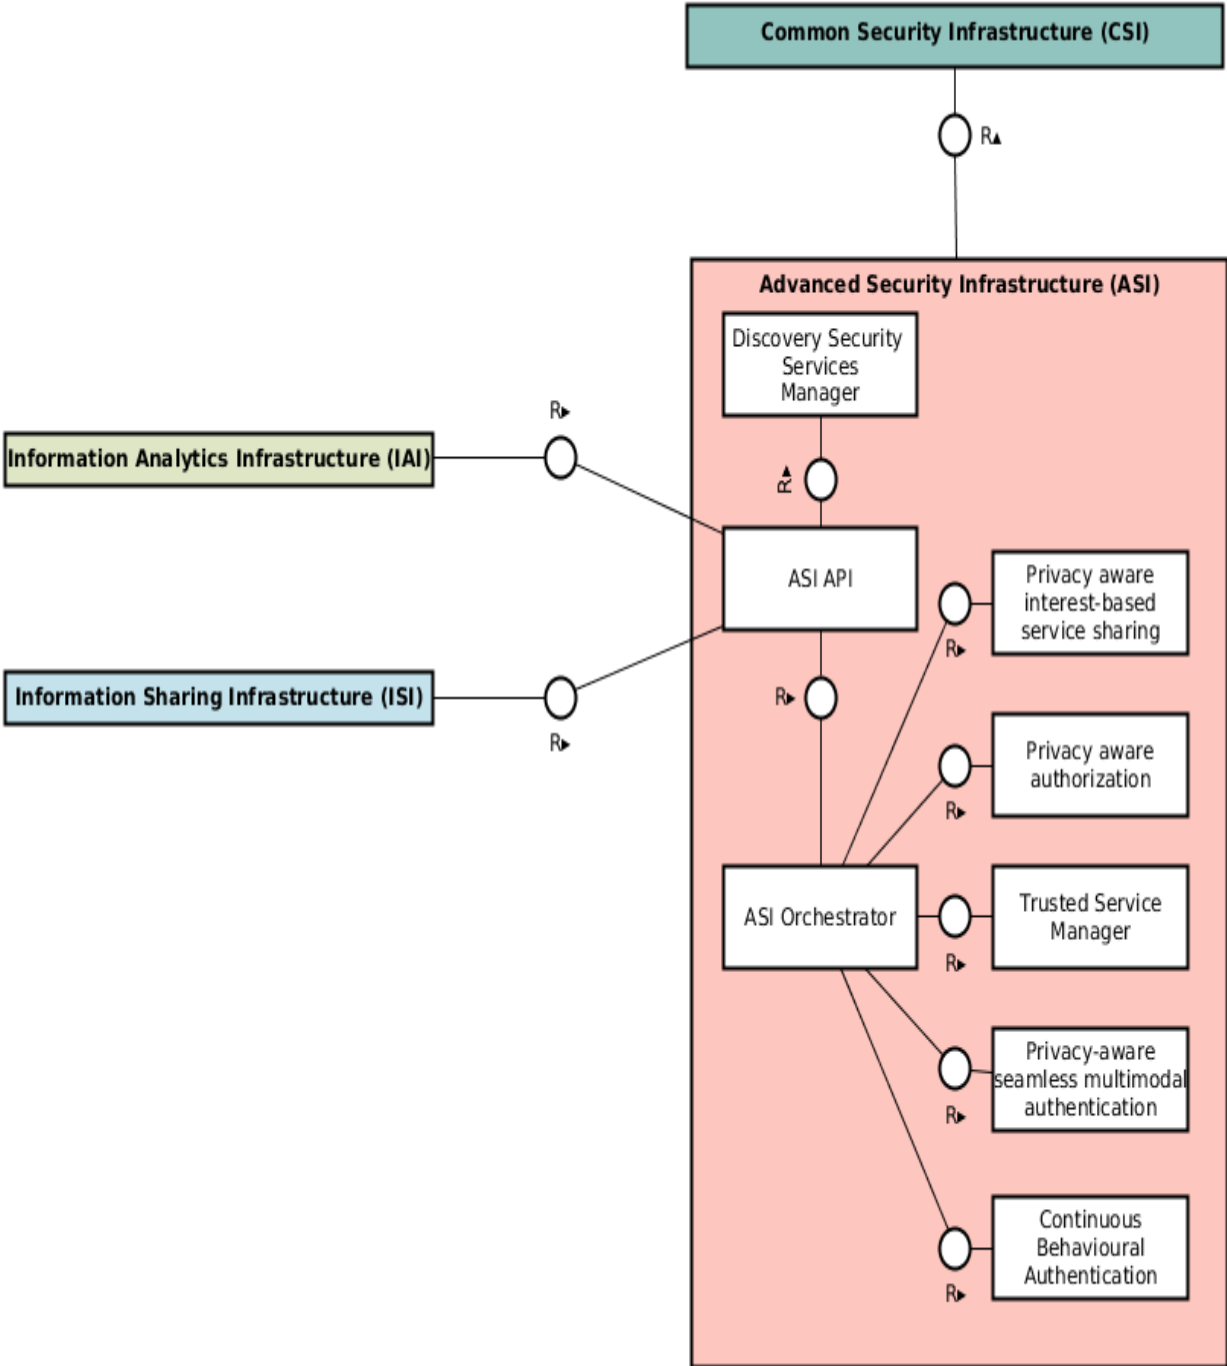 Common Security Infrastructure (CSI)
R▲
Advanced Security Infrastructure (ASI)
Discovery Security
Services
Manager
R▶
Information Analytics Infrastructure (IAI)
R▶
ASI API
Privacy aware
interest-based
service sharing
R▶
Information Sharing Infrastructure (ISI)
R▶
R▶
Privacy aware
authorization
R▶
ASI Orchestrator
Trusted Service
Manager
R▶
Privacy-aware
seamless multimodal
authentication
R▶
Continuous
Behavioural
Authentication
R▶